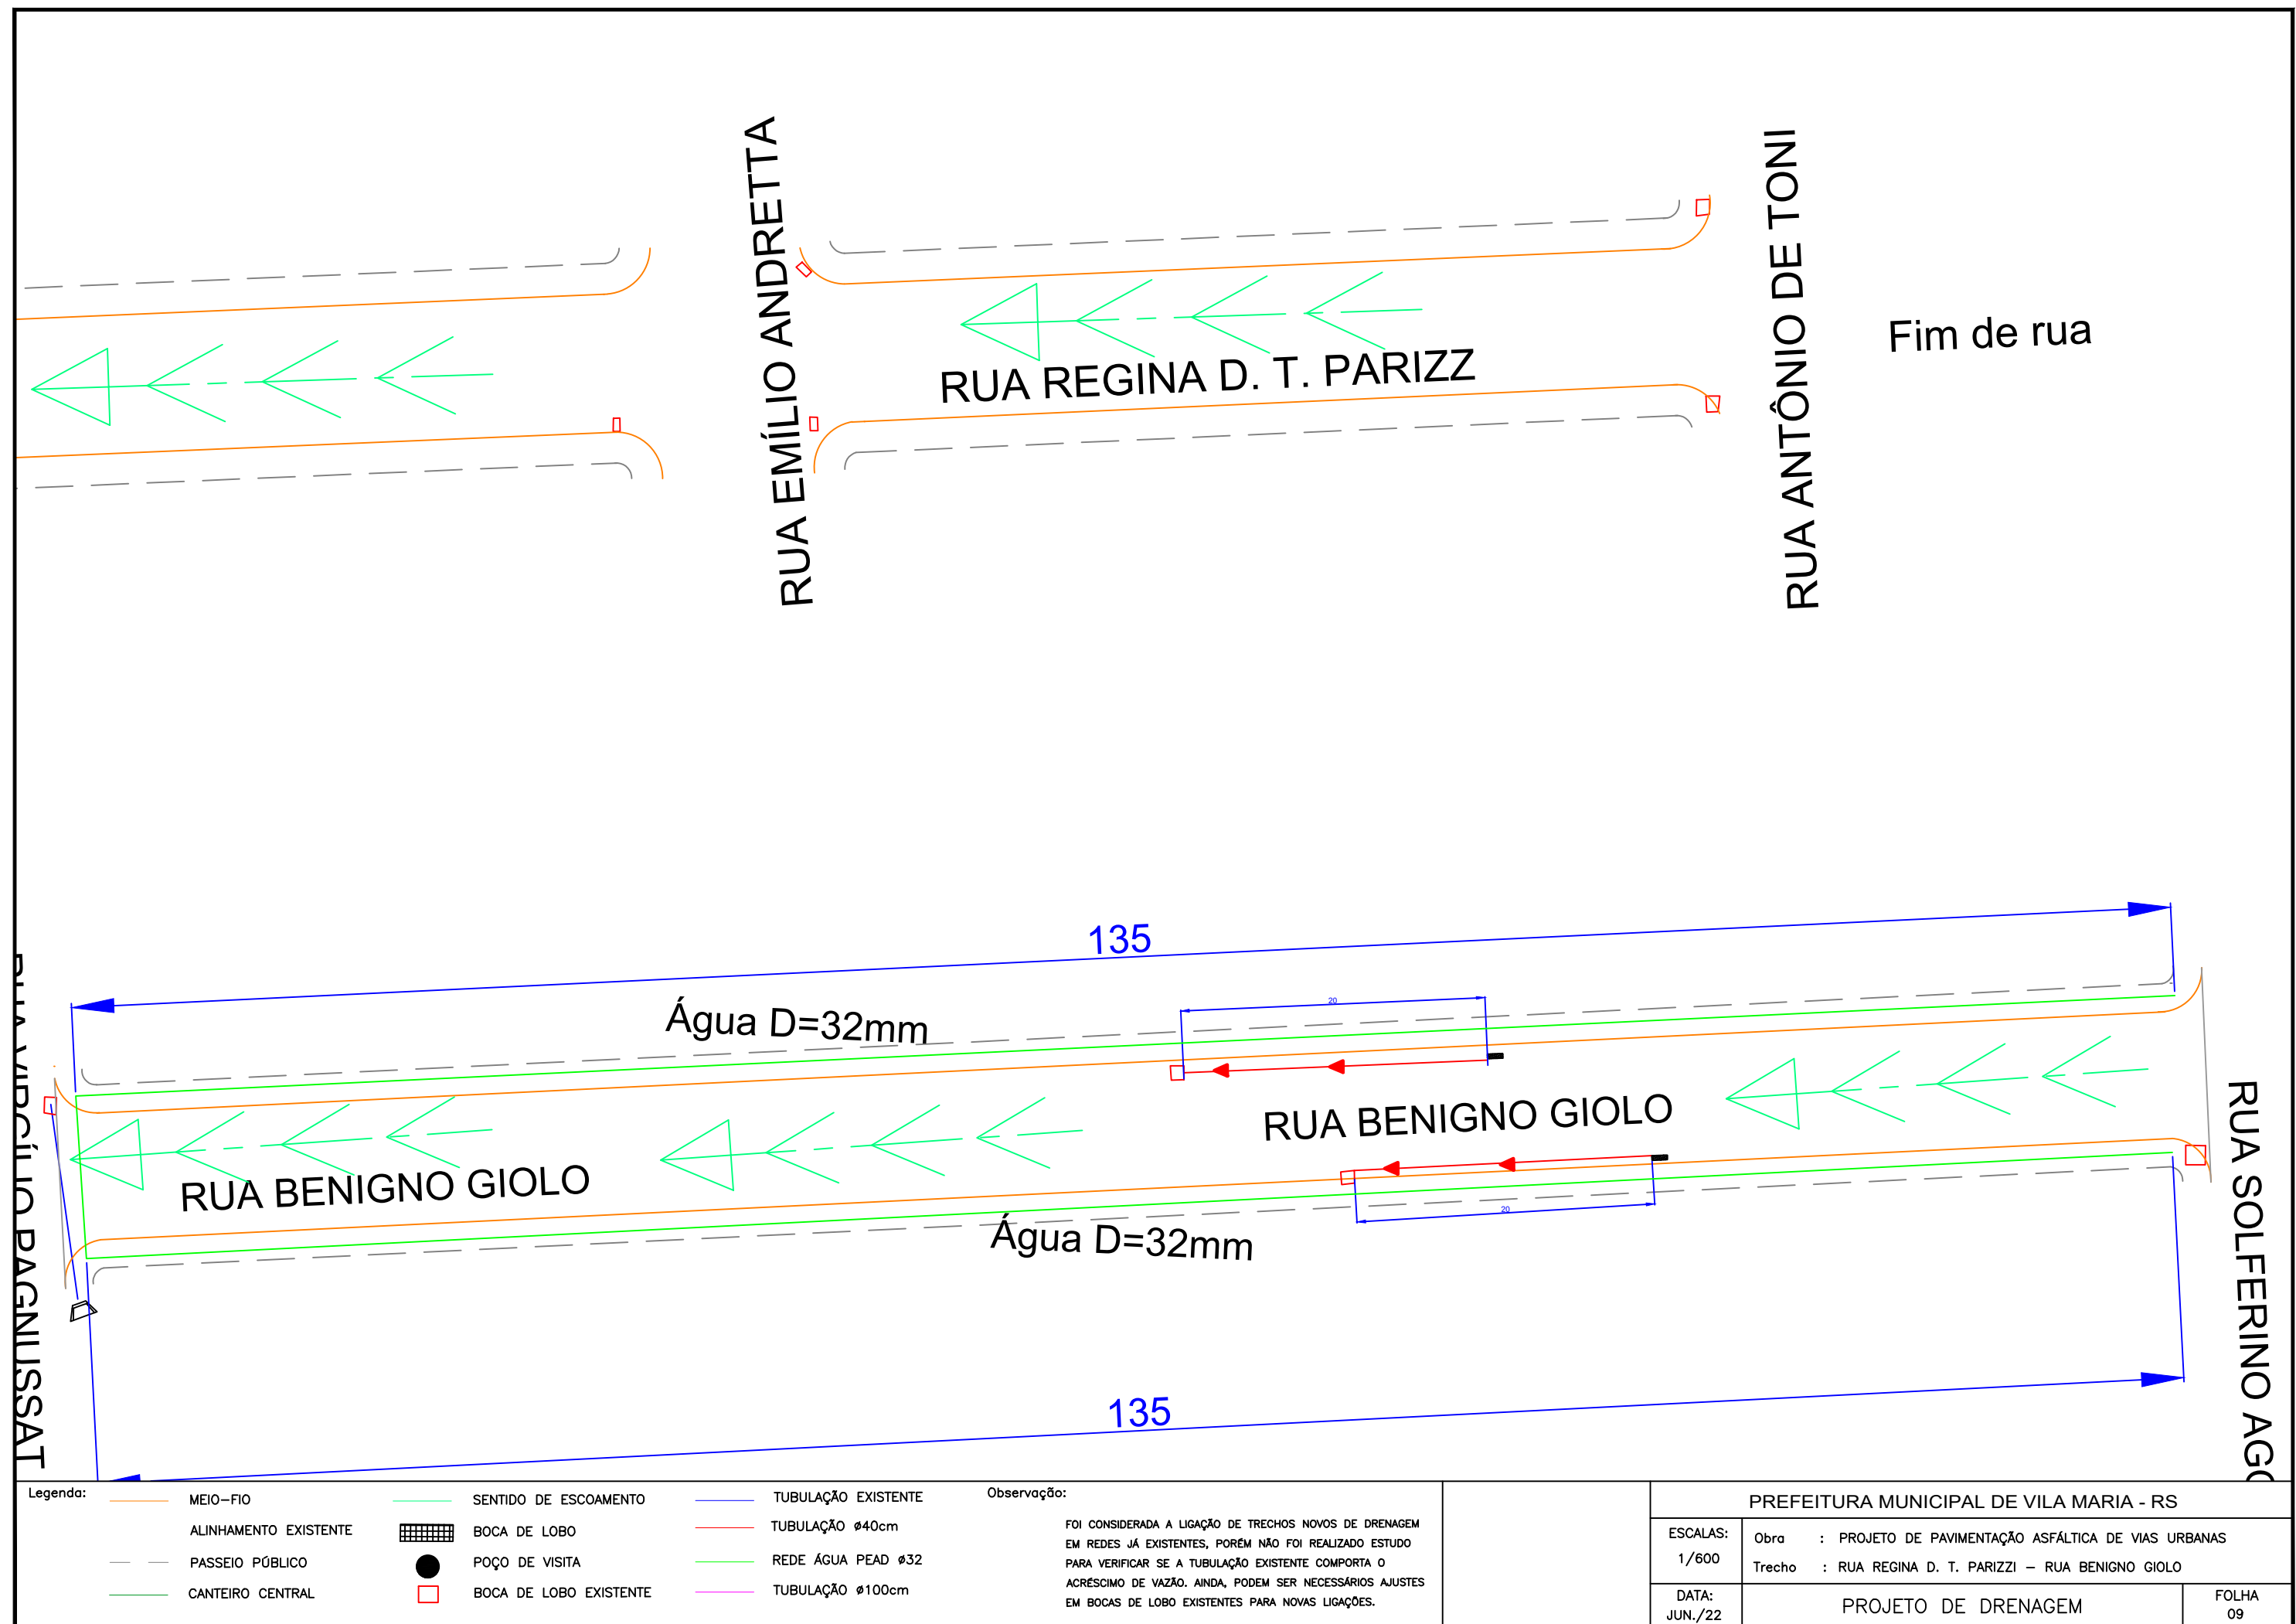 RUA EMÍLIO ANDRETTA
RUA ANTÔNIO DE TONI
Fim de rua
RUA REGINA D. T. PARIZZ
135
Água D=32mm
20
RUA BENIGNO GIOLO
RUA BENIGNO GIOLO
20
Água D=32mm
RUA VIRGÍLIO PAGNUSSAT
RUA SOLFERINO AGO
135
Legenda:
MEIO-FIO
ALINHAMENTO EXISTENTE
PASSEIO PÚBLICO
CANTEIRO CENTRAL
SENTIDO DE ESCOAMENTO
BOCA DE LOBO
POÇO DE VISITA
BOCA DE LOBO EXISTENTE
TUBULAÇÃO EXISTENTE
TUBULAÇÃO ø40cm
REDE ÁGUA PEAD ø32
TUBULAÇÃO ø100cm
Observação:
FOI CONSIDERADA A LIGAÇÃO DE TRECHOS NOVOS DE DRENAGEM
EM REDES JÁ EXISTENTES, PORÉM NÃO FOI REALIZADO ESTUDO
PARA VERIFICAR SE A TUBULAÇÃO EXISTENTE COMPORTA O
ACRÉSCIMO DE VAZÃO. AINDA, PODEM SER NECESSÁRIOS AJUSTES
EM BOCAS DE LOBO EXISTENTES PARA NOVAS LIGAÇÕES.
PREFEITURA MUNICIPAL DE VILA MARIA - RS
ESCALAS:
1/600
Obra : PROJETO DE PAVIMENTAÇÃO ASFÁLTICA DE VIAS URBANAS
Trecho : RUA REGINA D. T. PARIZZI – RUA BENIGNO GIOLO
DATA:
JUN./22
PROJETO DE DRENAGEM
FOLHA
09